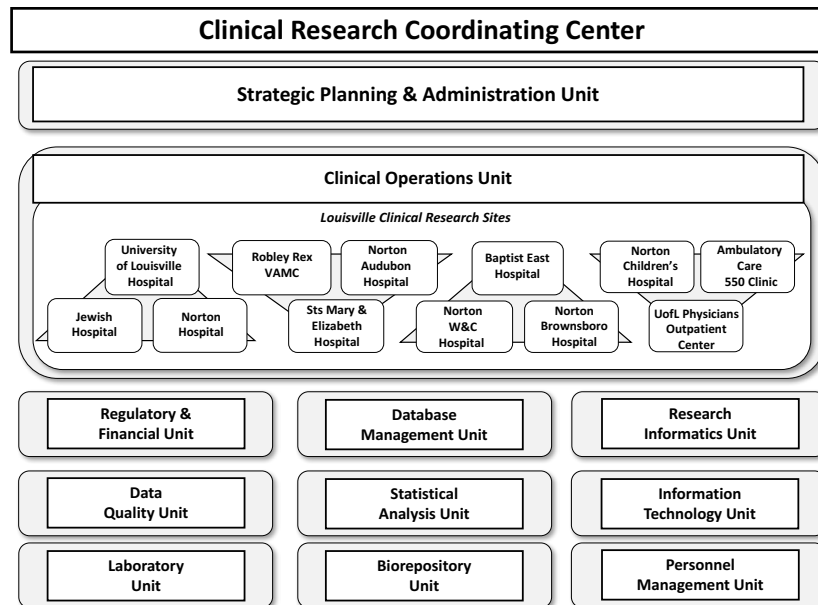 Clinical Research Coordinating Center
Strategic Planning & Administration Unit
Clinical Operations Unit
Louisville Clinical Research Sites
University
of Louisville
Hospital
Jewish
Hospital
Norton
Hospital
Robley Rex
VAMC
Norton
Audubon
Hospital
Sts Mary &
Elizabeth
Hospital
Baptist East
Hospital
Norton
W&C
Hospital
Norton
Brownsboro
Hospital
Norton
Children's
Hospital
Ambulatory
Care
550 Clinic
UofL Physicians
Outpatient
Center
Regulatory &
Financial Unit
Database
Management Unit
Research
Informatics Unit
Data
Quality Unit
Statistical
Analysis Unit
Information
Technology Unit
Laboratory
Unit
Biorepository
Unit
Personnel
Management Unit